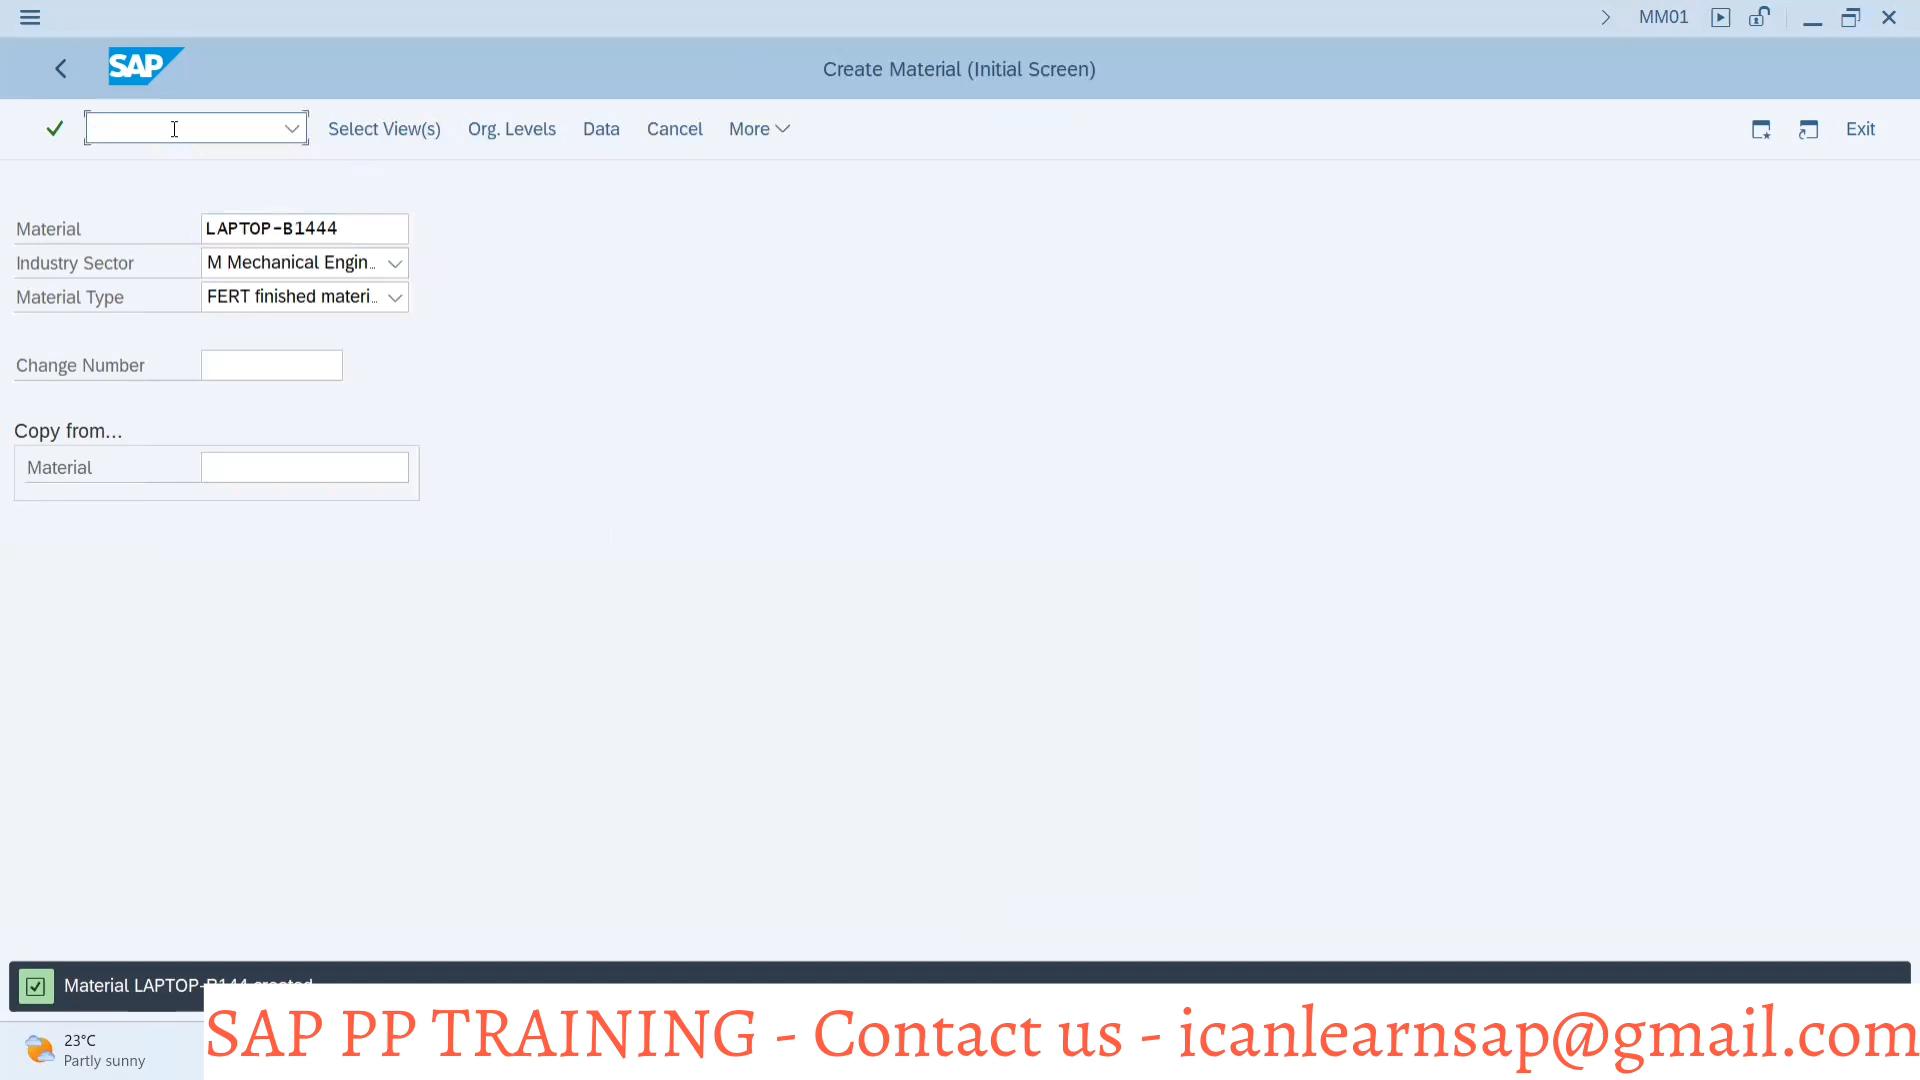 MM01
SAP
Create Material (Initial Screen)
Select View(s) Org. Levels Data Cancel More Exit
Material LAPTOP-B1444
Industry Sector M Mechanical Engin...
Material Type FERT finished materi...
Change Number
Copy from...
Material
Material LAPTOP-B144 created
23°C
Partly sunny
SAP PP TRAINING - Contact us - icanlearnsap@gmail.com